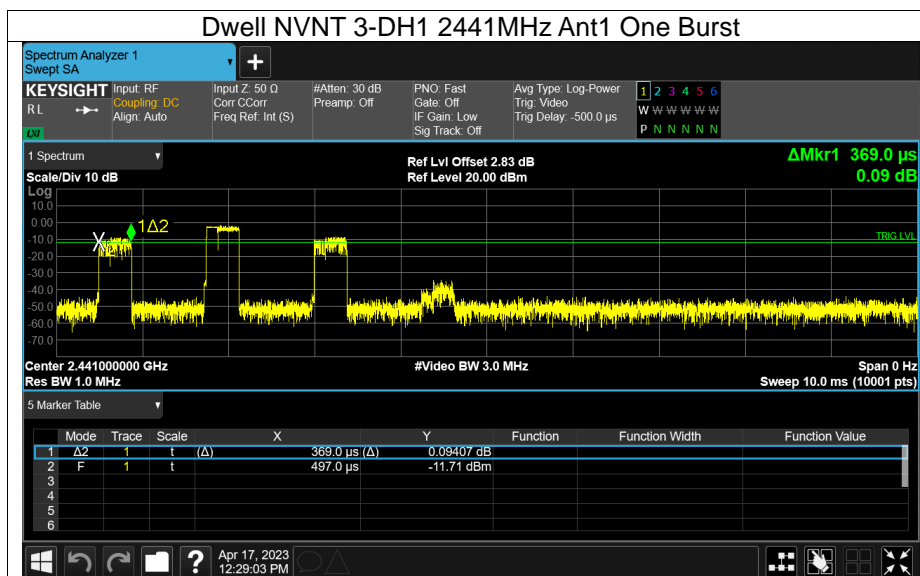 Dwell NVNT 3-DH1 2441MHz Ant1 One Burst
Spectrum Analyzer 1
Swept SA
KEYSIGHT Input: RF Input Z: 50 Ω #Atten: 30 dB PNO: Fast Avg Type: Log-Power 1 2 3 4 5 6
RL Coupling: DC Corr CCorr Preamp: Off Gate: Off Trig: Video W W W W W W
Align: Auto Freq Ref: Int (S) IF Gain: Low Trig Delay: -500.0 µs
LXI Sig Track: Off P N N N N N
1 Spectrum Ref Lvl Offset 2.83 dB ΔMkr1 369.0 µs
Scale/Div 10 dB Ref Level 20.00 dBm 0.09 dB
Log
10.0
0.00 1Δ2
-10.0 X2 TRIG LVL
-20.0
-30.0
-40.0
-50.0
-60.0
-70.0
Center 2.441000000 GHz #Video BW 3.0 MHz Span 0 Hz
Res BW 1.0 MHz Sweep 10.0 ms (10001 pts)
5 Marker Table
Mode Trace Scale X Y Function Function Width Function Value
1 Δ2 1 t (Δ) 369.0 µs (Δ) 0.09407 dB
2 F 1 t 497.0 µs -11.71 dBm
3
4
5
6
? Apr 17, 2023
12:29:03 PM